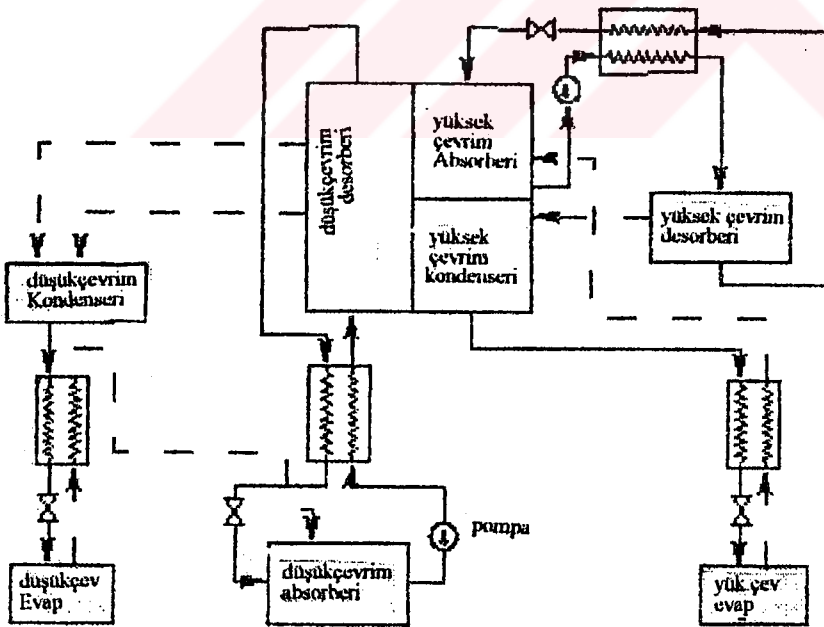 düşükçevrim
desorberi
yüksek
çevrim
Absorberi
yüksek
çevrim
kondenseri
yüksek çevrim
desorberi
düşükçevrim
Kondenseri
pompa
düşükçev
Evap
düşükçevrim
absorberi
yük çev
evap